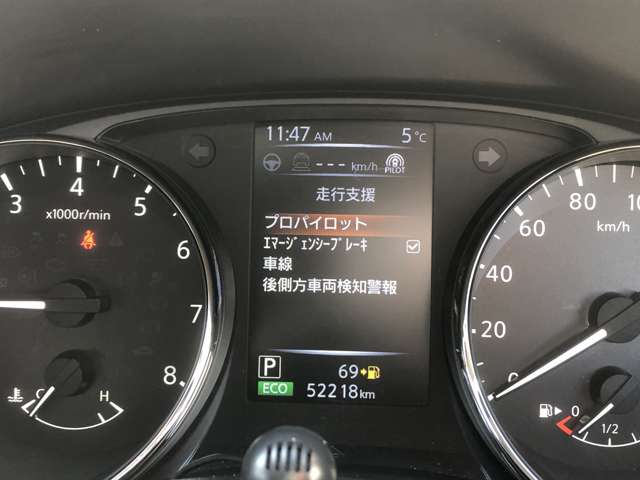 11:47 AM 5°C
--- km/h PILOT
走行支援
プロパイロット
ｴﾏｰｼﾞｪﾝｼｰﾌﾞﾚｰｷ
車線
後側方車両検知警報
P 69
ECO 52218km
3 4 5 6 7 8
x1000r/min
C H
0 20 40 60 80 10
km/h
0 1/2